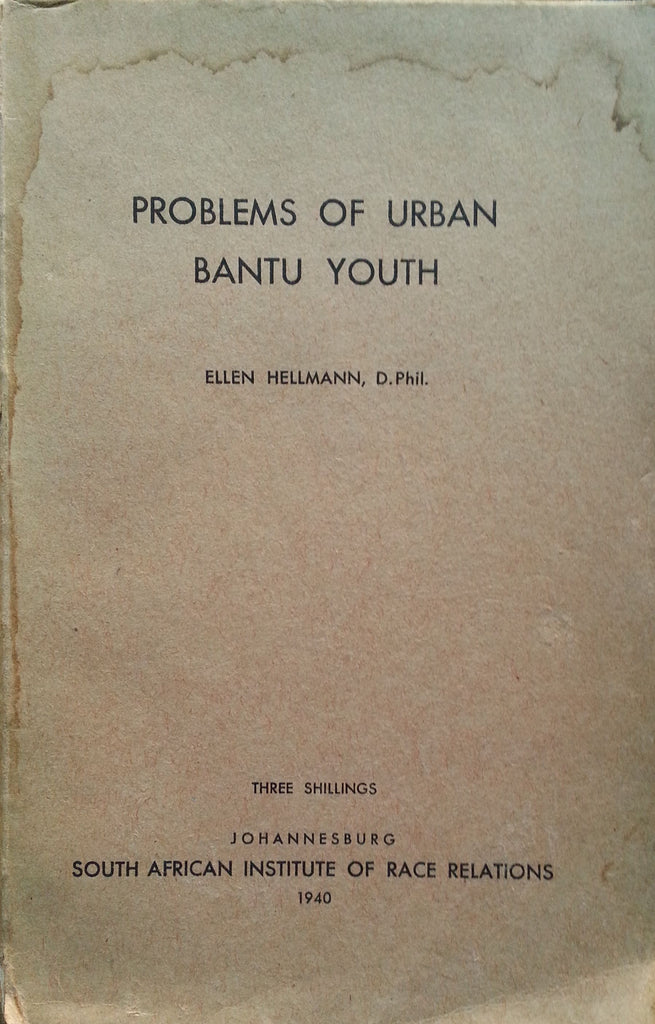 PROBLEMS OF URBAN
BANTU YOUTH
ELLEN HELLMANN, D.Phil.
THREE SHILLINGS
JOHANNESBURG
SOUTH AFRICAN INSTITUTE OF RACE RELATIONS
1940